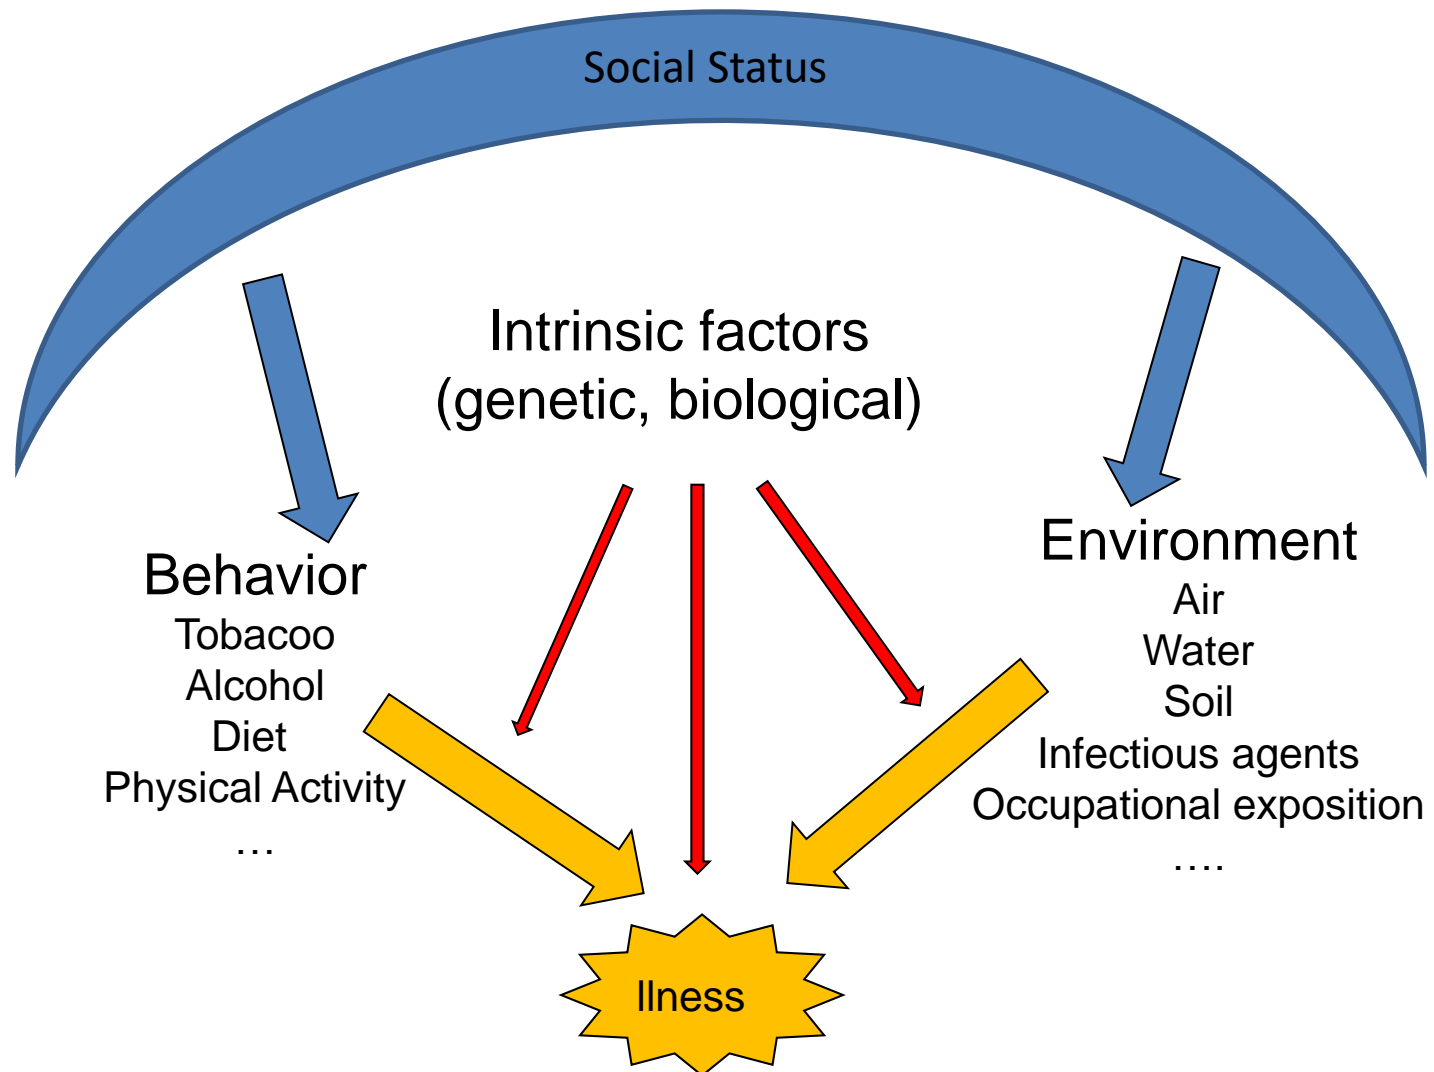 Social Status
Intrinsic factors
(genetic, biological)
Behavior
Tobacoo
Alcohol
Diet
Physical Activity
…
Environment
Air
Water
Soil
Infectious agents
Occupational exposition
….
Ilness